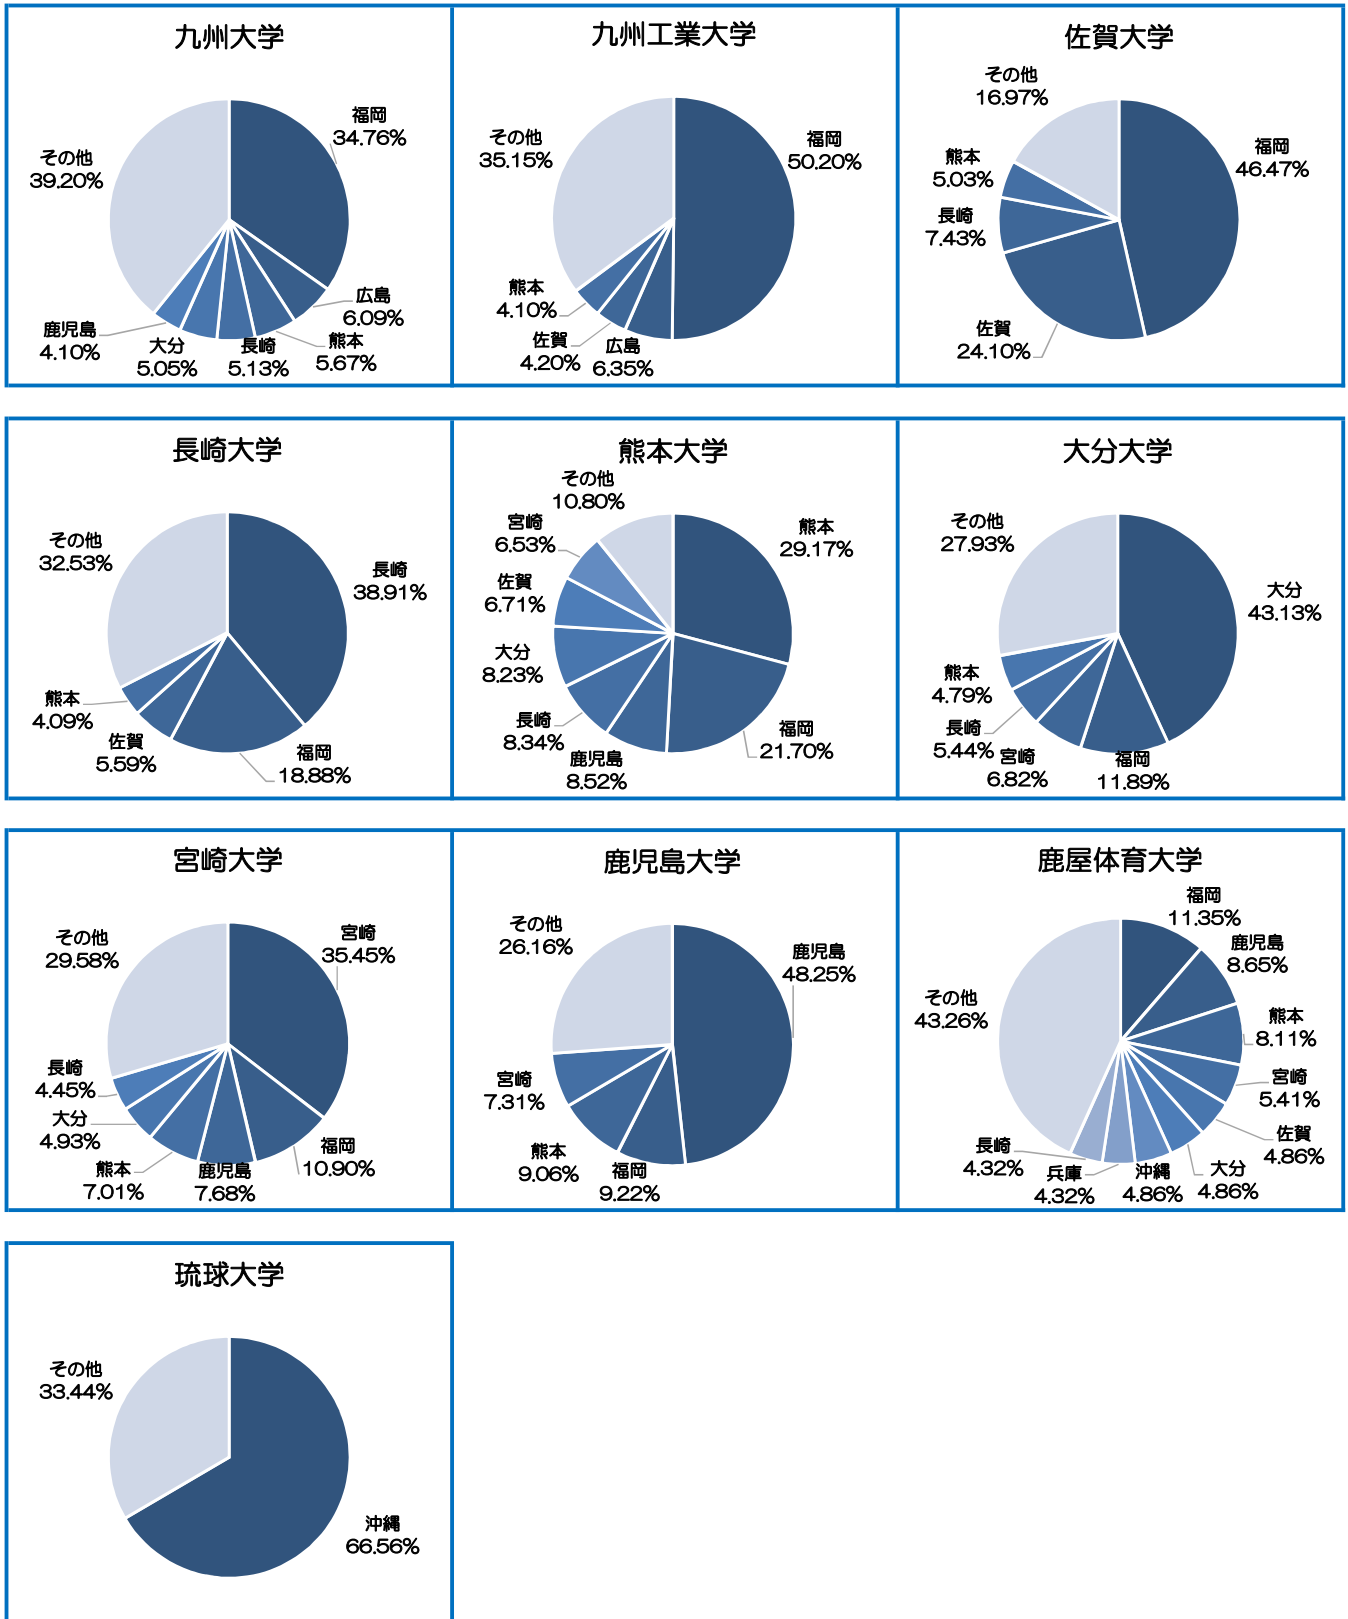 九州大学
福岡
34.76%
広島
6.09%
熊本
5.67%
長崎
5.13%
大分
5.05%
鹿児島
4.10%
その他
39.20%
九州工業大学
福岡
50.20%
広島
6.35%
佐賀
4.20%
熊本
4.10%
その他
35.15%
佐賀大学
福岡
46.47%
佐賀
24.10%
長崎
7.43%
熊本
5.03%
その他
16.97%
長崎大学
長崎
38.91%
福岡
18.88%
佐賀
5.59%
熊本
4.09%
その他
32.53%
熊本大学
熊本
29.17%
福岡
21.70%
鹿児島
8.52%
長崎
8.34%
大分
8.23%
佐賀
6.71%
宮崎
6.53%
その他
10.80%
大分大学
大分
43.13%
福岡
11.89%
宮崎
6.82%
長崎
5.44%
熊本
4.79%
その他
27.93%
宮崎大学
宮崎
35.45%
福岡
10.90%
鹿児島
7.68%
熊本
7.01%
大分
4.93%
長崎
4.45%
その他
29.58%
鹿児島大学
鹿児島
48.25%
福岡
9.22%
熊本
9.06%
宮崎
7.31%
その他
26.16%
鹿屋体育大学
福岡
11.35%
鹿児島
8.65%
熊本
8.11%
宮崎
5.41%
佐賀
4.86%
大分
4.86%
沖縄
4.86%
兵庫
4.32%
長崎
4.32%
その他
43.26%
琉球大学
沖縄
66.56%
その他
33.44%